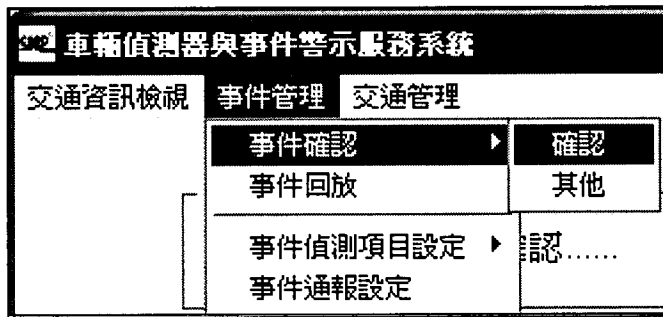 車輛偵測器與事件警示服務系統
交通資訊檢視 事件管理 交通管理
事件確認 確認
事件回放 其他
事件偵測項目設定 認......
事件通報設定